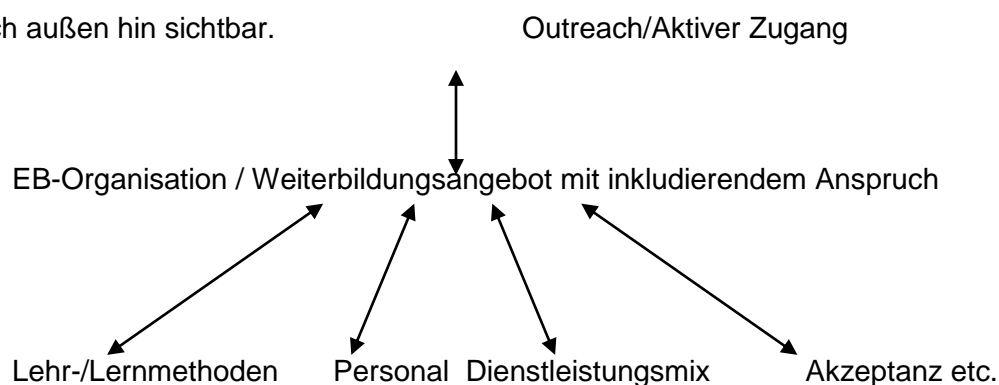 ch außen hin sichtbar. Outreach/Aktiver Zugang
EB-Organisation / Weiterbildungsangebot mit inkludierendem Anspruch
Lehr-/Lernmethoden Personal Dienstleistungsmix Akzeptanz etc.